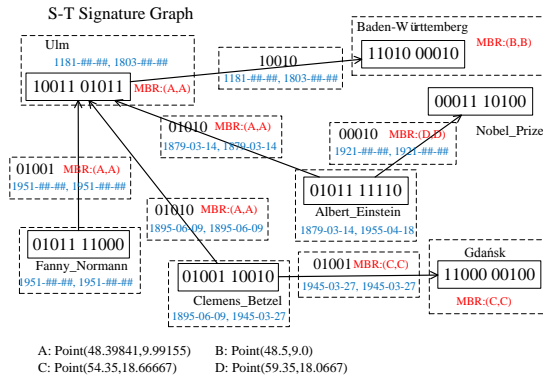 S-T Signature Graph
Ulm
1181-##-##, 1803-##-##
10011 01011
MBR:(A,A)
10010
1181-##-##, 1803-##-##
Baden-Württemberg
11010 00010
MBR:(B,B)
00011 10100
Nobel_Prize
01010 MBR:(A,A)
1879-03-14, 1879-03-14
00010 MBR:(D,D)
1921-##-##, 1921-##-##
01001 MBR:(A,A)
1951-##-##, 1951-##-##
01010 MBR:(A,A)
1895-06-09, 1895-06-09
01011 11110
Albert_Einstein
1879-03-14, 1955-04-18
01011 11000
Fanny_Normann
1951-##-##, 1951-##-##
01001 10010
Clemens_Betzel
1895-06-09, 1945-03-27
01001 MBR:(C,C)
1945-03-27, 1945-03-27
Gdańsk
11000 00100
MBR:(C,C)
A: Point(48.39841,9.99155) B: Point(48.5,9.0)
C: Point(54.35,18.66667) D: Point(59.35,18.0667)